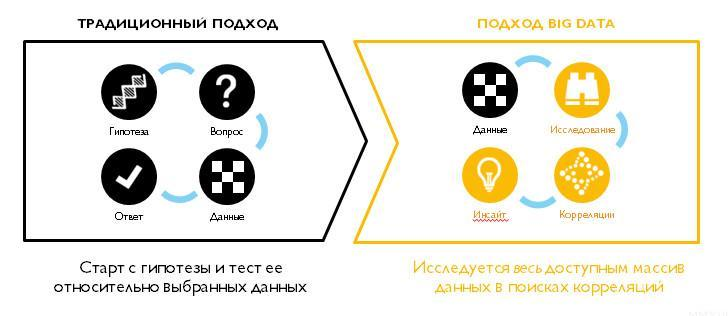 ТРАДИЦИОННЫЙ ПОДХОД
Гипотеза
Вопрос
Ответ
Данные
Старт с гипотезы и тест ее
относительно выбранных данных
ПОДХОД BIG DATA
Данные
Исследование
Инсайт
Корреляции
Исследуется весь доступным массив
данных в поисках корреляций